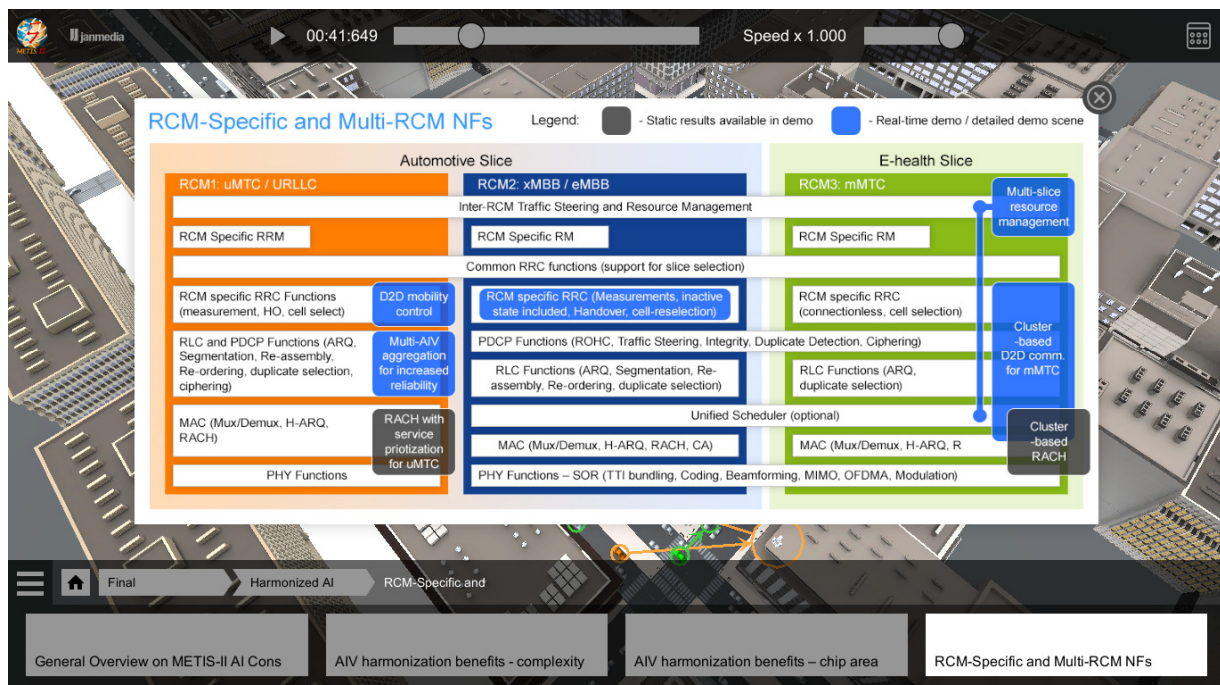 METIS II
janmedia
00:41:649
Speed x 1.000
RCM-Specific and Multi-RCM NFs
Legend:
- Static results available in demo
- Real-time demo / detailed demo scene
Automotive Slice
E-health Slice
RCM1: uMTC / URLLC
RCM2: xMBB / eMBB
RCM3: mMTC
Multi-slice
resource
management
Inter-RCM Traffic Steering and Resource Management
RCM Specific RRM
RCM Specific RM
RCM Specific RM
Common RRC functions (support for slice selection)
RCM specific RRC Functions
(measurement, HO, cell select)
D2D mobility
control
RCM specific RRC (Measurements, inactive
state included, Handover, cell-reselection)
RCM specific RRC
(connectionless, cell selection)
Cluster
-based
D2D comm.
for mMTC
RLC and PDCP Functions (ARQ,
Segmentation, Re-assembly,
Re-ordering, duplicate selection,
ciphering)
Multi-AIV
aggregation
for increased
reliability
PDCP Functions (ROHC, Traffic Steering, Integrity, Duplicate Detection, Ciphering)
RLC Functions (ARQ, Segmentation, Re-
assembly, Re-ordering, duplicate selection)
RLC Functions (ARQ,
duplicate selection)
Unified Scheduler (optional)
MAC (Mux/Demux, H-ARQ,
RACH)
RACH with
service
priotization
for uMTC
MAC (Mux/Demux, H-ARQ, RACH, CA)
MAC (Mux/Demux, H-ARQ, R
Cluster
-based
RACH
PHY Functions
PHY Functions – SOR (TTI bundling, Coding, Beamforming, MIMO, OFDMA, Modulation)
Final
Harmonized AI
RCM-Specific and
General Overview on METIS-II AI Cons
AIV harmonization benefits - complexity
AIV harmonization benefits – chip area
RCM-Specific and Multi-RCM NFs